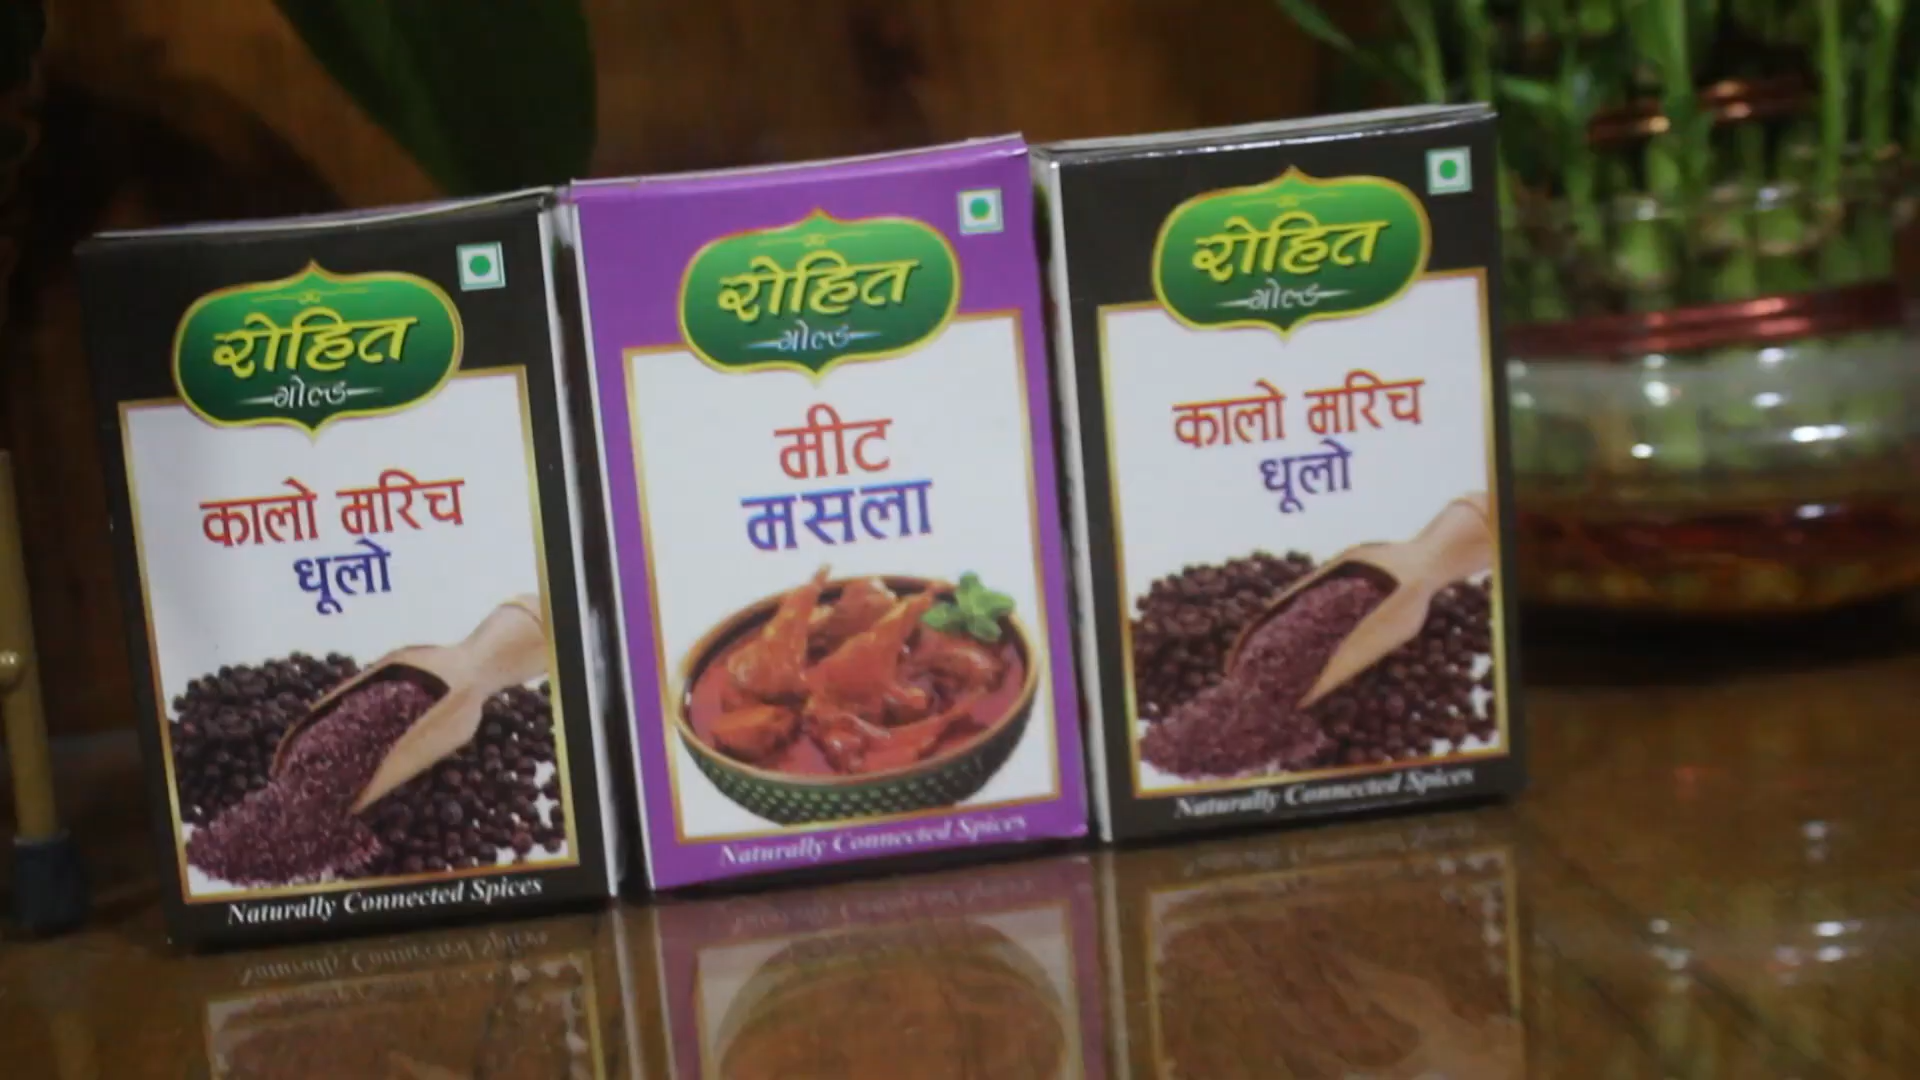 रोहित
गोल्ड
कालो मरिच
धूलो
Naturally Connected Spices
रोहित
गोल्ड
मीट
मसला
Naturally Connected Spices
रोहित
गोल्ड
कालो मरिच
धूलो
Naturally Connected Spices